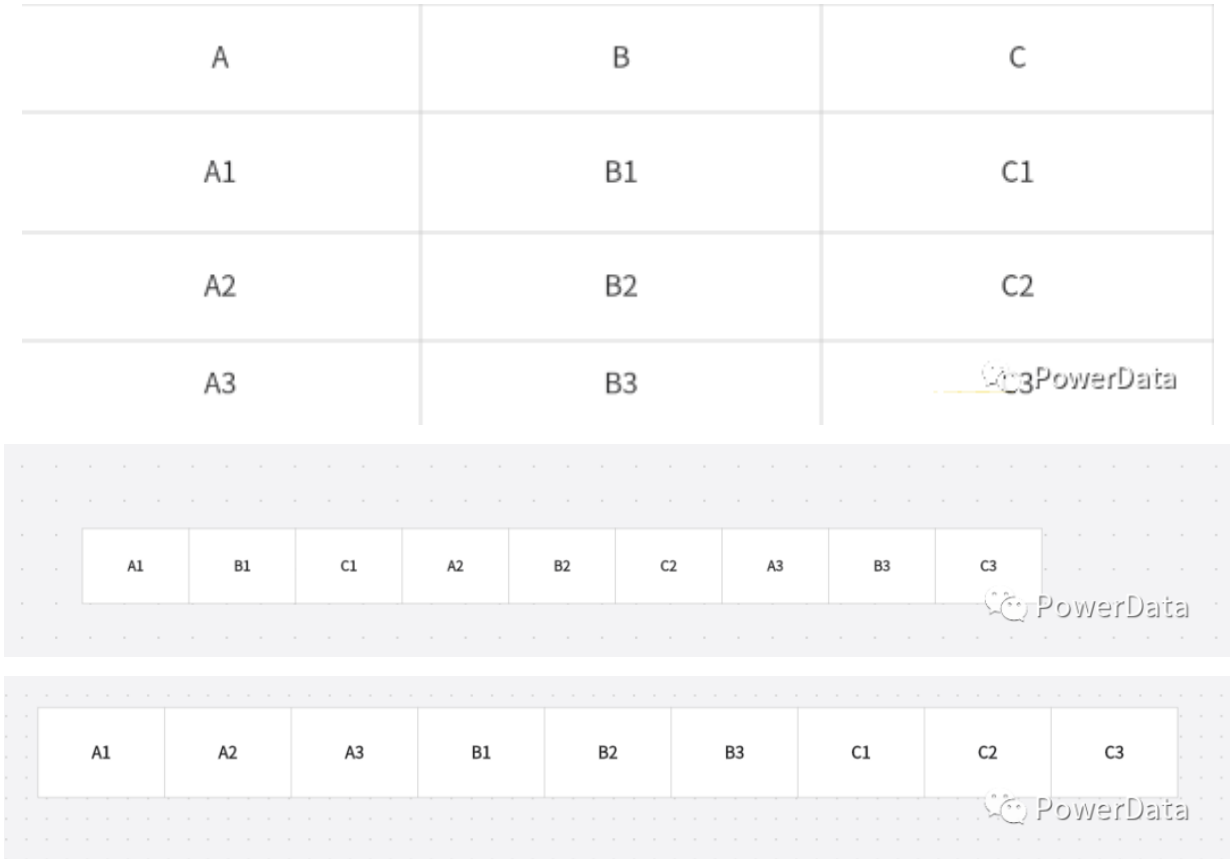 A B C
A1 B1 C1
A2 B2 C2
A3 B3 C3
PowerData
A1 B1 C1 A2 B2 C2 A3 B3 C3
PowerData
A1 A2 A3 B1 B2 B3 C1 C2 C3
PowerData